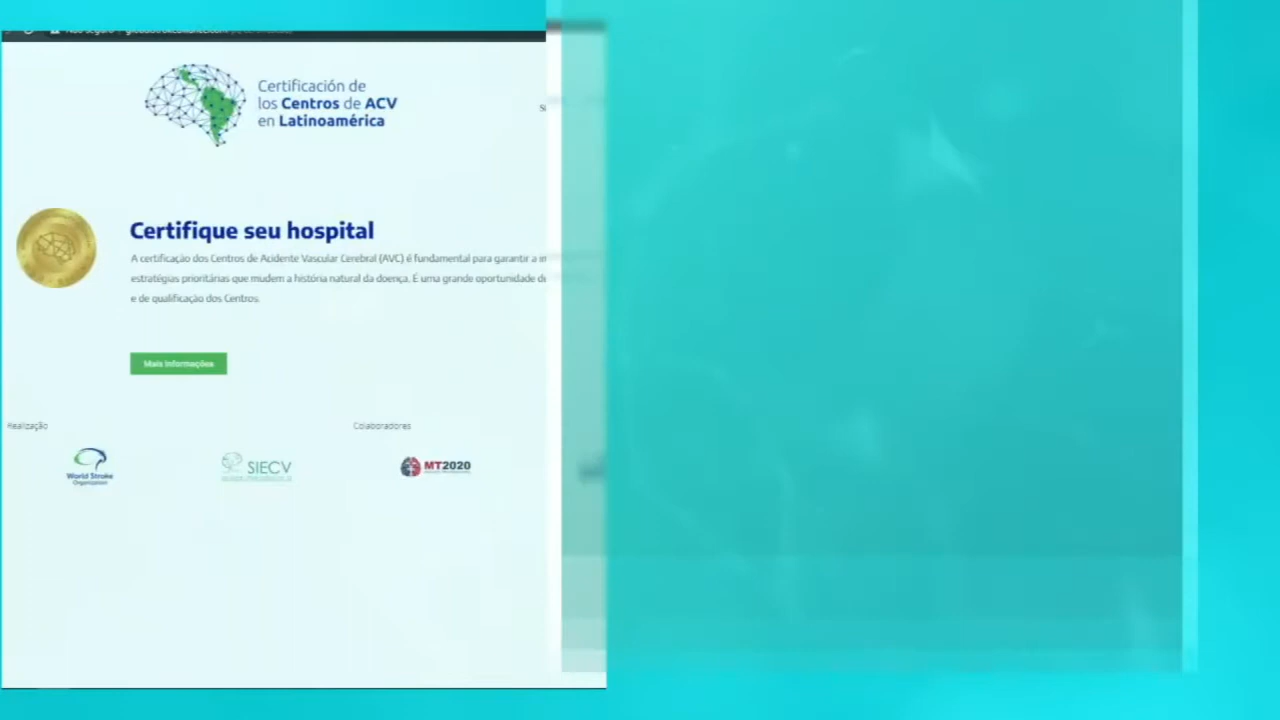 Não seguro
Certificación de
los Centros de ACV
en Latinoamérica
Certifique seu hospital
A certificação dos Centros de Acidente Vascular Cerebral (AVC) é fundamental para garantir a
estratégias prioritárias que mudem a história natural da doença. É uma grande oportunidade
e de qualificação dos Centros.
Mais Informações
Realização
Colaboradores
World Stroke
Organization
SIECV
MT2020